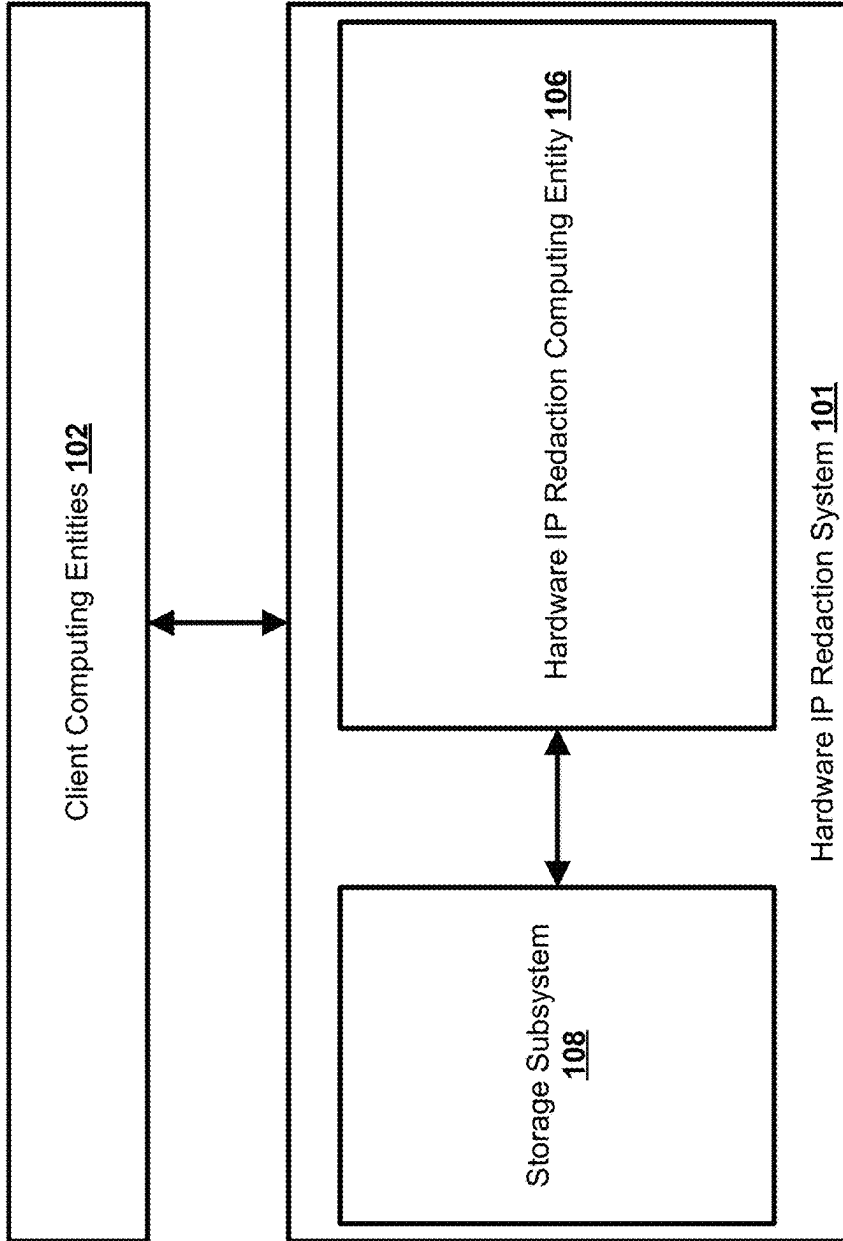 Client Computing Entities 102
Storage Subsystem
108
Hardware IP Redaction Computing Entity 106
Hardware IP Redaction System 101